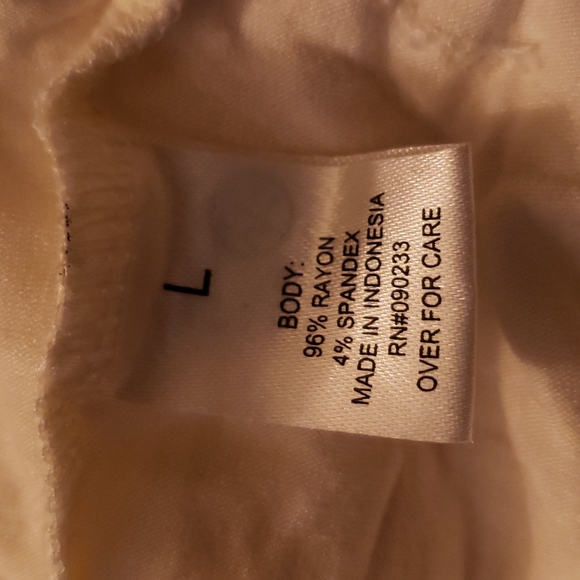 L
BODY:
96% RAYON
4% SPANDEX
MADE IN INDONESIA
RN#090233
OVER FOR CARE